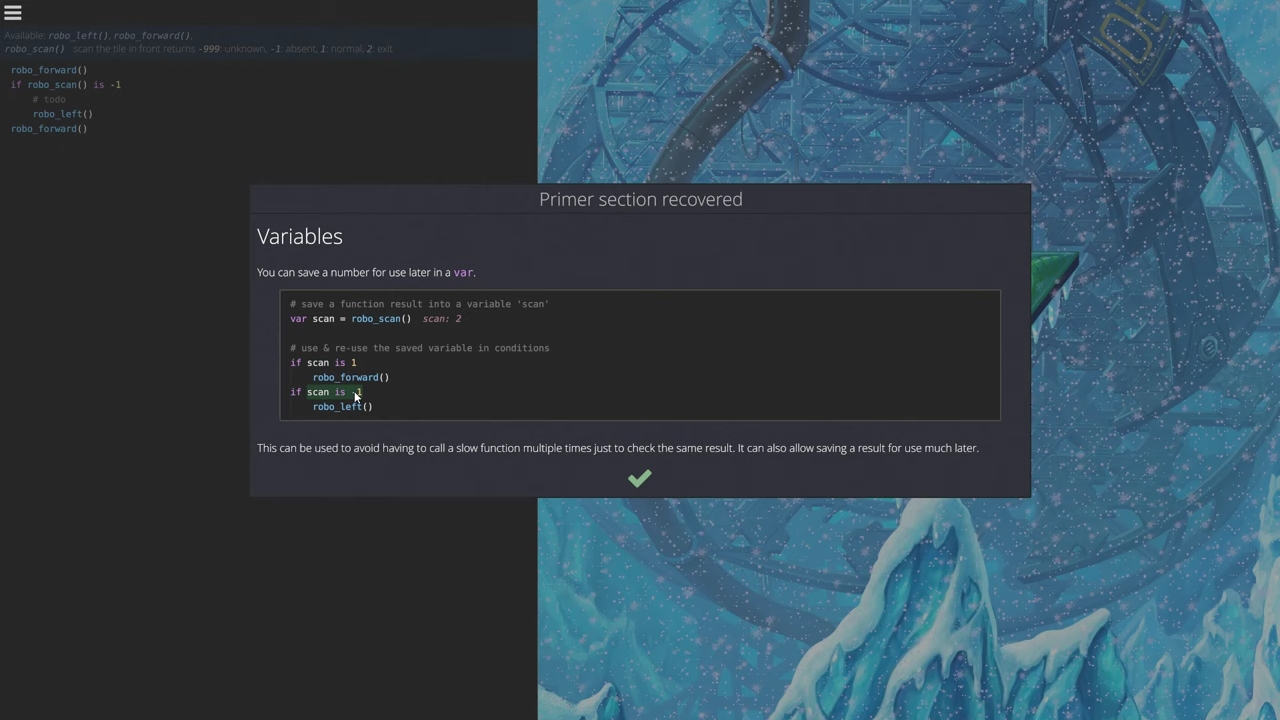 Available: robo_left(), robo_forward(),
robo_scan() scan the tile in front returns -999: unknown, -1: absent, 1: normal, 2: exit
robo_forward()
if robo_scan() is -1
# todo
robo_left()
robo_forward()
Primer section recovered
Variables
You can save a number for use later in a var.
# save a function result into a variable 'scan'
var scan = robo_scan() scan: 2
# use & re-use the saved variable in conditions
if scan is 1
robo_forward()
if scan is -1
robo_left()
This can be used to avoid having to call a slow function multiple times just to check the same result. It can also allow saving a result for use much later.